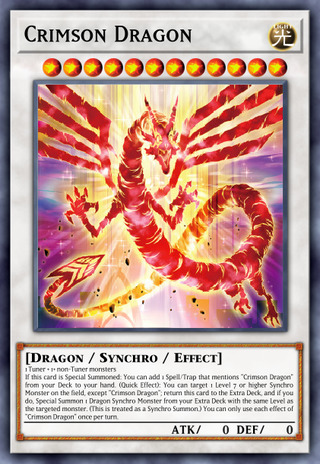 Crimson Dragon
LIGHT
光
[Dragon / Synchro / Effect]
1 Tuner + 1+ non-Tuner monsters
If this card is Special Summoned: You can add 1 Spell/Trap that mentions "Crimson Dragon"
from your Deck to your hand. (Quick Effect): You can target 1 Level 7 or higher Synchro
Monster on the field, except "Crimson Dragon"; return this card to the Extra Deck, and if you
do, Special Summon 1 Dragon Synchro Monster from your Extra Deck with the same Level as
the targeted monster. (This is treated as a Synchro Summon.) You can only use each effect of
"Crimson Dragon" once per turn.
ATK/ 0 DEF/ 0